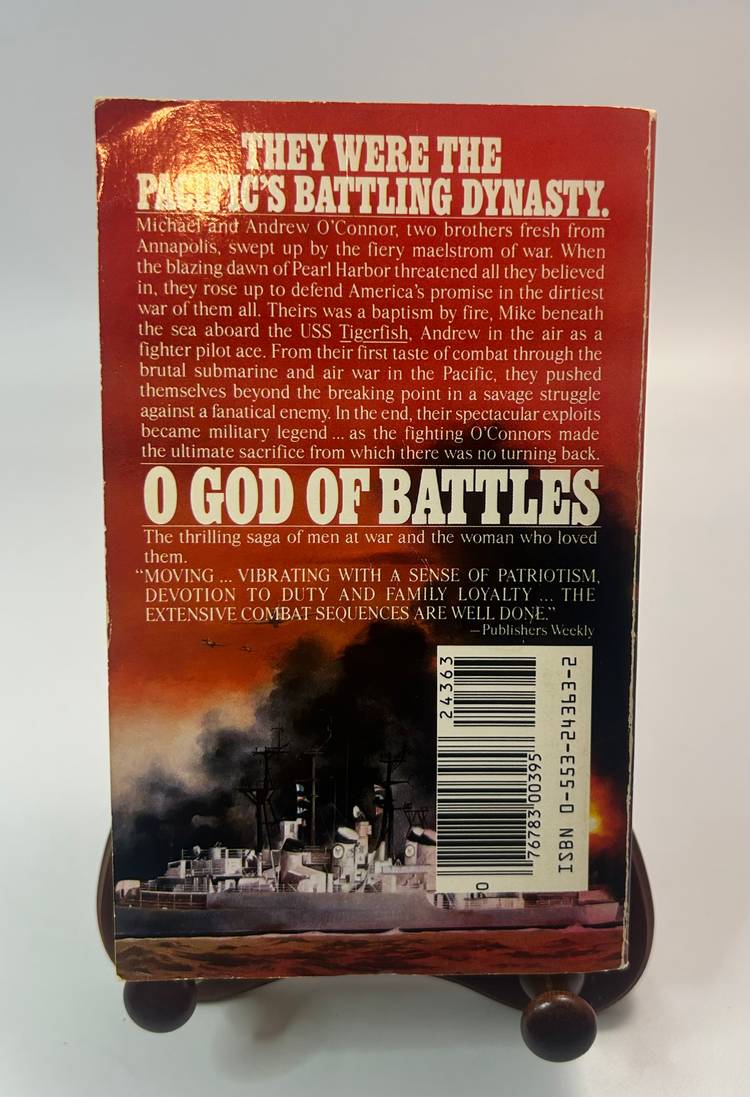 THEY WERE THE
PACIFIC'S BATTLING DYNASTY.
Michael and Andrew O'Connor, two brothers fresh from
Annapolis, swept up by the fiery maelstrom of war. When
the blazing dawn of Pearl Harbor threatened all they believed
in, they rose up to defend America's promise in the dirtiest
war of them all. Theirs was a baptism by fire, Mike beneath
the sea aboard the USS Tigerfish, Andrew in the air as a
fighter pilot ace. From their first taste of combat through the
brutal submarine and air war in the Pacific, they pushed
themselves beyond the breaking point in a savage struggle
against a fanatical enemy. In the end, their spectacular exploits
became military legend ... as the fighting O'Connors made
the ultimate sacrifice from which there was no turning back.
O GOD OF BATTLES
The thrilling saga of men at war and the woman who loved
them.
"MOVING ... VIBRATING WITH A SENSE OF PATRIOTISM,
DEVOTION TO DUTY AND FAMILY LOYALTY ... THE
EXTENSIVE COMBAT SEQUENCES ARE WELL DONE."
—Publishers Weekly
24363
76783 00395
0
ISBN 0-553-24363-2